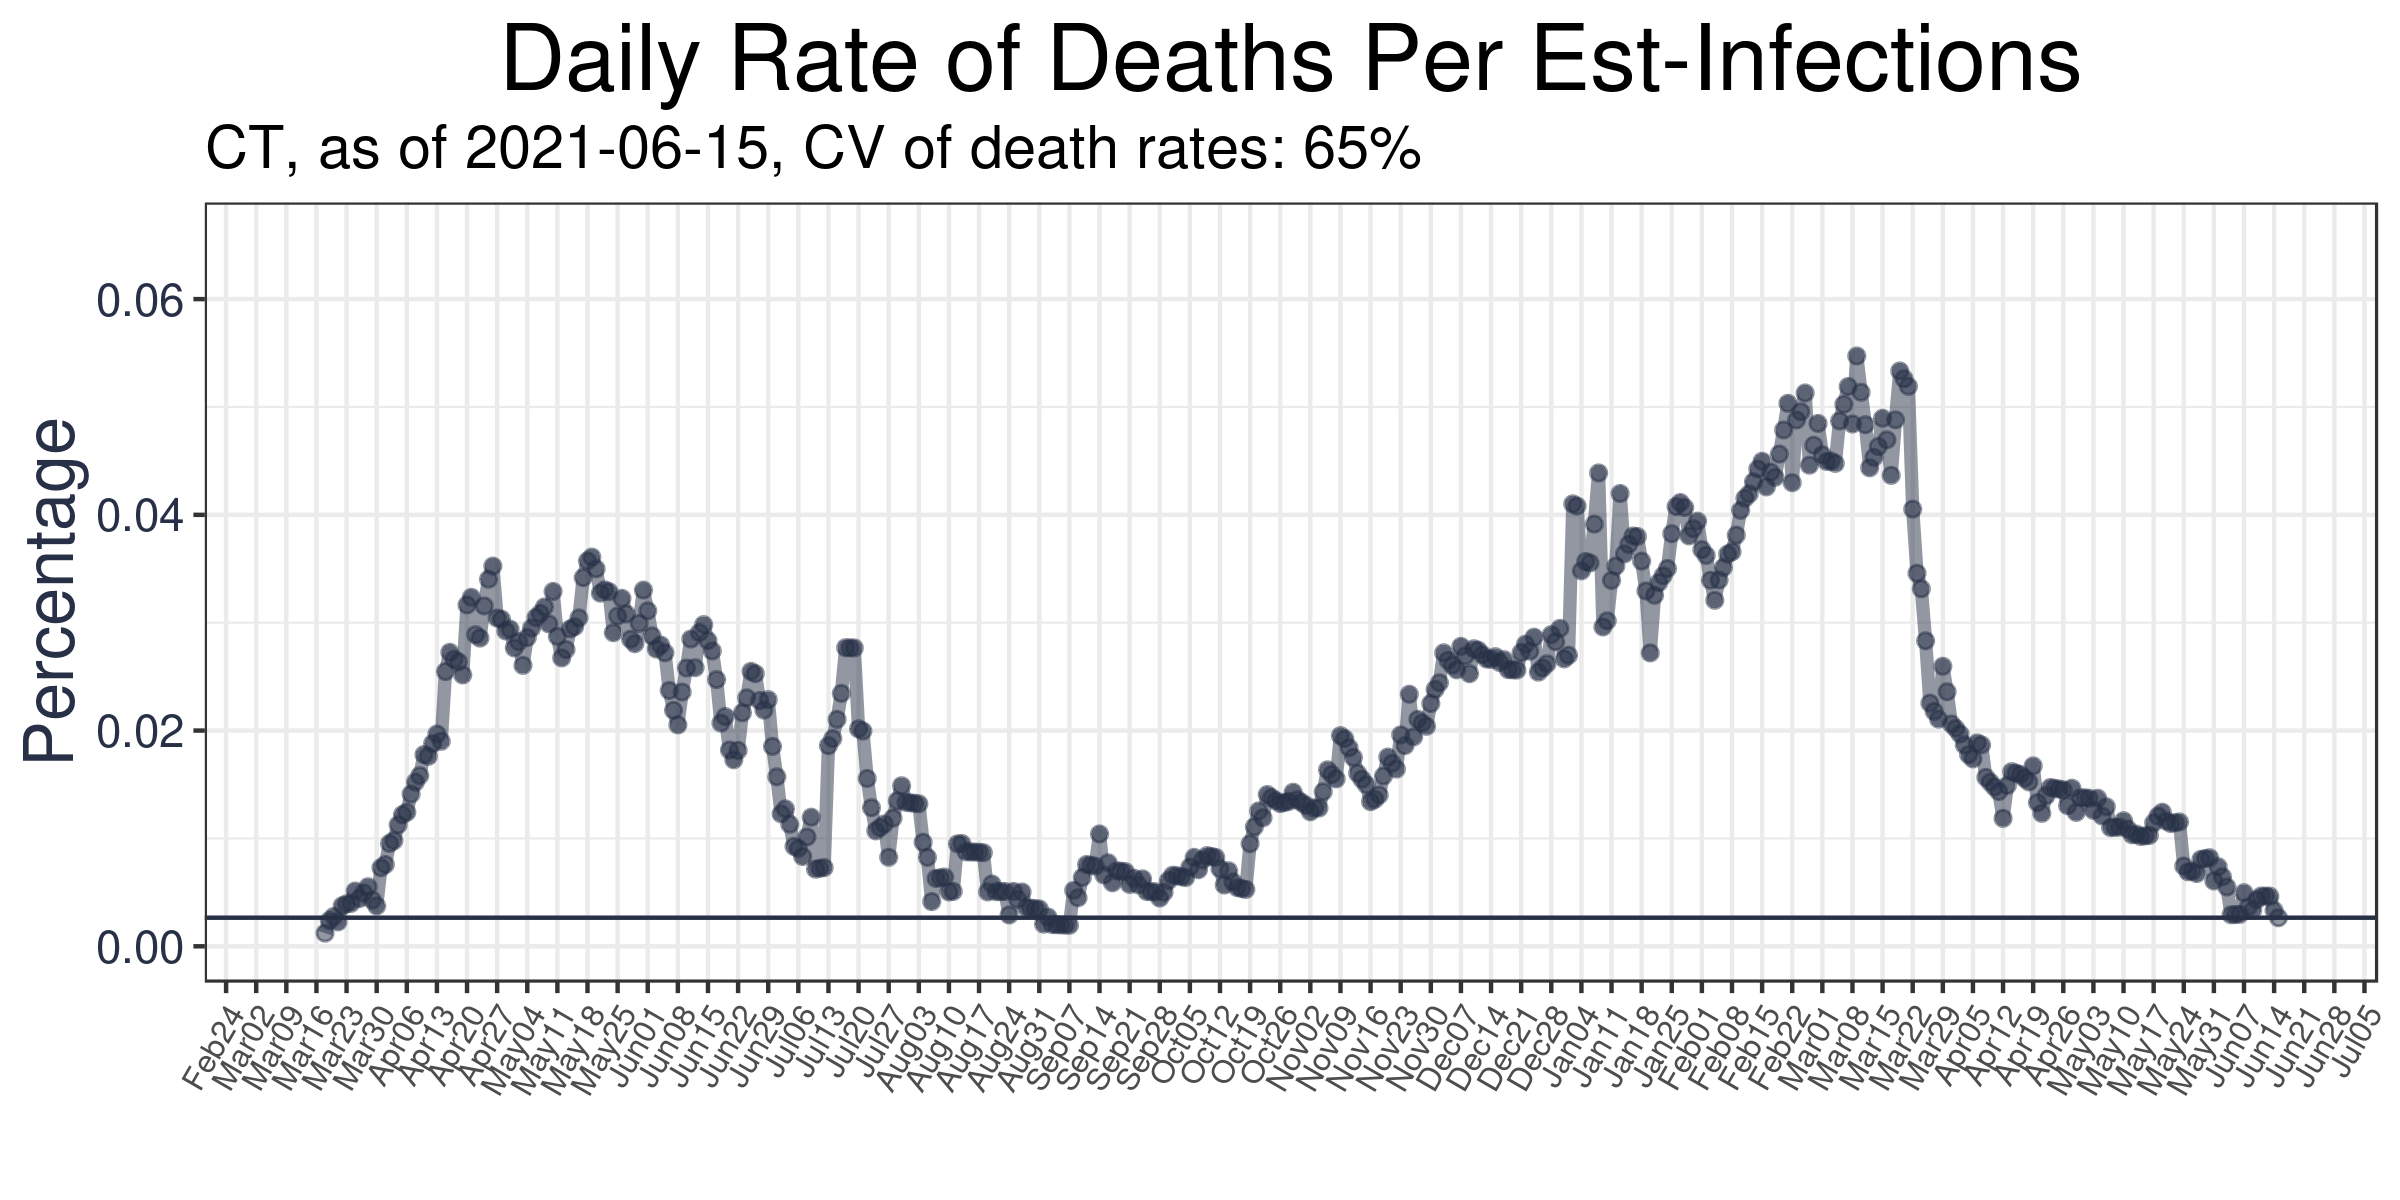 Daily Rate of Deaths Per Est-Infections
CT, as of 2021-06-15, CV of death rates: 65%
Percentage
0.06
0.04
0.02
0.00
Feb24
Mar02
Mar09
Mar16
Mar23
Mar30
Apr06
Apr13
Apr20
Apr27
May04
May11
May18
May25
Jun01
Jun08
Jun15
Jun22
Jun29
Jul06
Jul13
Jul20
Jul27
Aug03
Aug10
Aug17
Aug24
Aug31
Sep07
Sep14
Sep21
Sep28
Oct05
Oct12
Oct19
Oct26
Nov02
Nov09
Nov16
Nov23
Nov30
Dec07
Dec14
Dec21
Dec28
Jan04
Jan11
Jan18
Jan25
Feb01
Feb08
Feb15
Feb22
Mar01
Mar08
Mar15
Mar22
Mar29
Apr05
Apr12
Apr19
Apr26
May03
May10
May17
May24
May31
Jun07
Jun14
Jun21
Jun28
Jul05